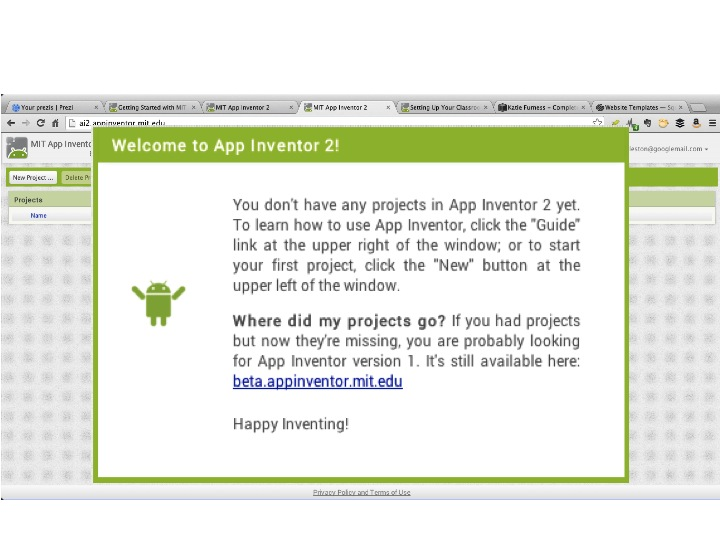 Your prezis | Prezi
Getting Started with MIT
MIT App Inventor 2
MIT App Inventor 2
Setting Up Your Classroo
Katie Furness – Complet
Website Templates — Sq
ai2.appinventor.mit.edu
MIT App Invento
leston@googlemail.com
New Project ...
Delete Pr
Projects
Name
Welcome to App Inventor 2!
You don't have any projects in App Inventor 2 yet.
To learn how to use App Inventor, click the "Guide"
link at the upper right of the window; or to start
your first project, click the "New" button at the
upper left of the window.
Where did my projects go? If you had projects
but now they're missing, you are probably looking
for App Inventor version 1. It's still available here:
beta.appinventor.mit.edu
Happy Inventing!
Privacy Policy and Terms of Use